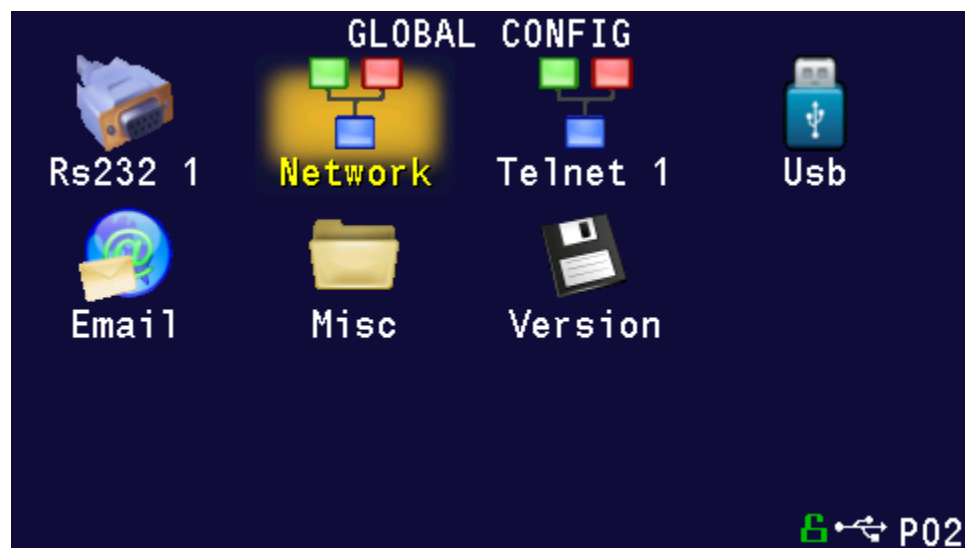 GLOBAL CONFIG
Rs232 1 Network Telnet 1 Usb
Email Misc Version
P02